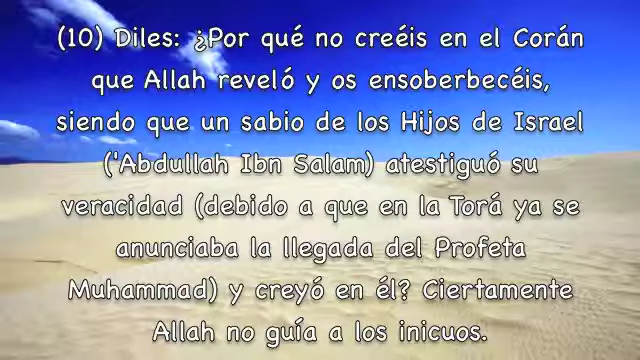 (10) Diles: ¿Por qué no creéis en el Corán
que Allah reveló y os ensoberbecéis,
siendo que un sabio de los Hijos de Israel
('Abdullah Ibn Salam) atestiguó su
veracidad (debido a que en la Torá ya se
anunciaba la llegada del Profeta
Muhammad) y creyó en él? Ciertamente
Allah no guía a los inicuos.